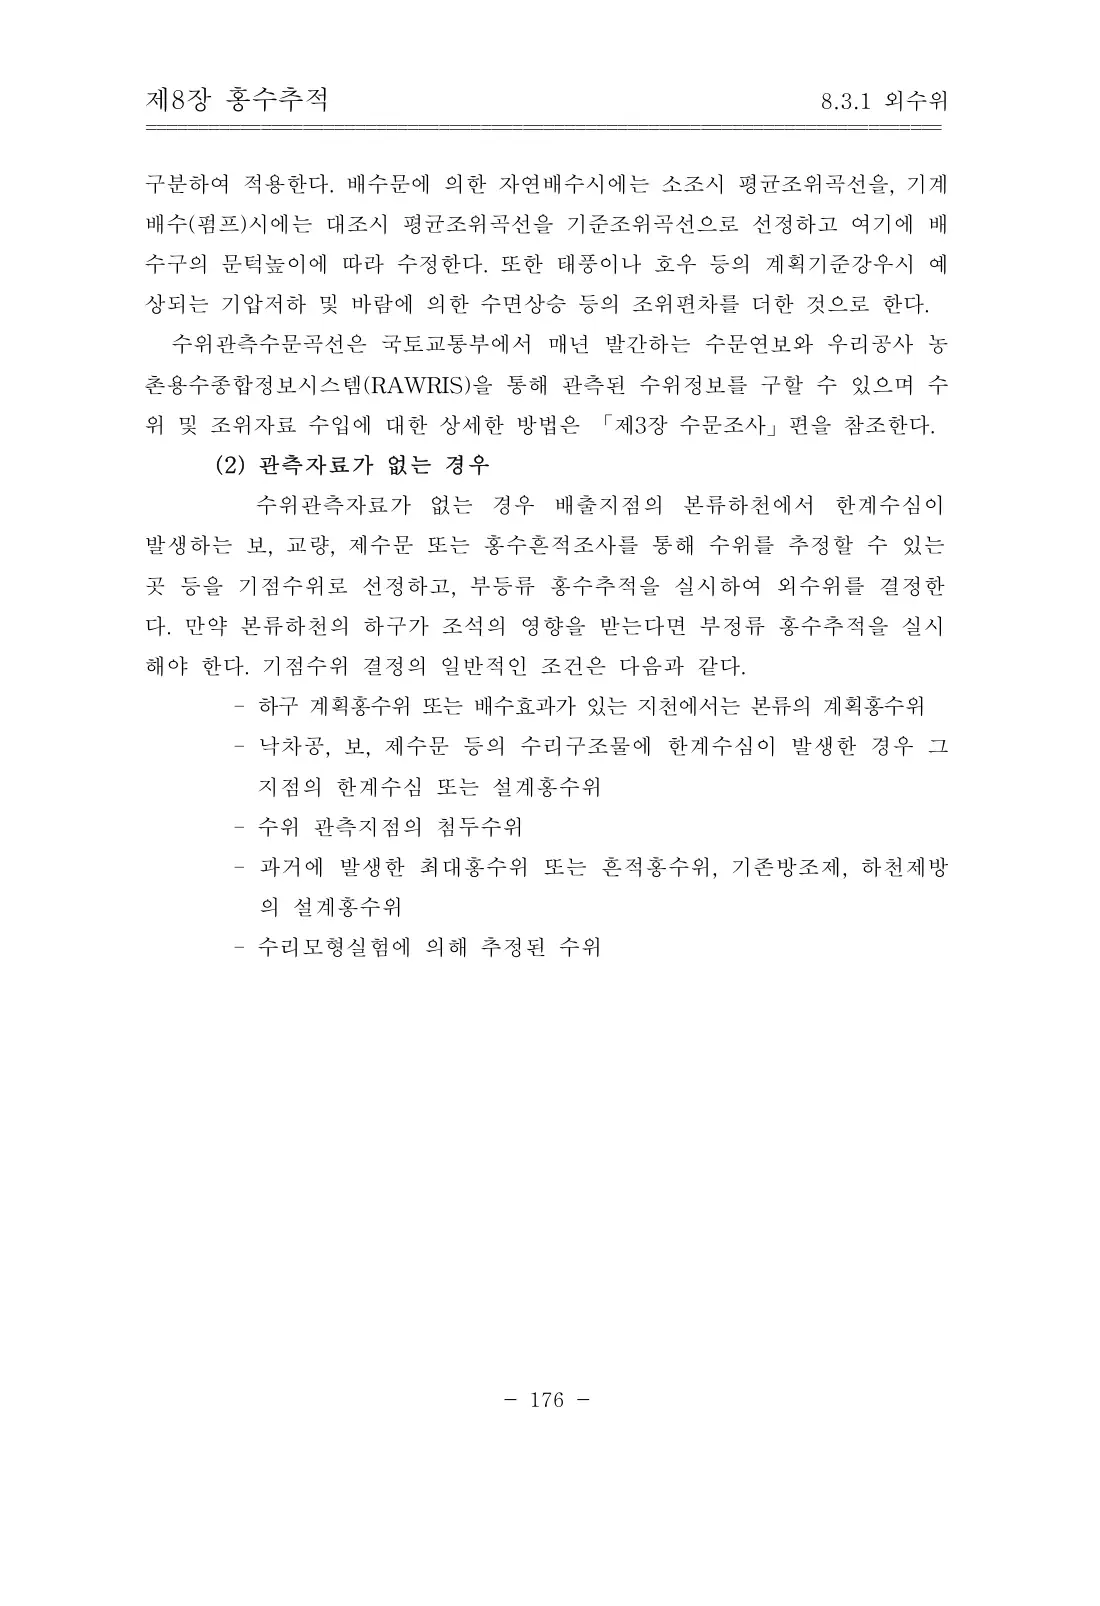 제8장 홍수추적
8.3.1 외수위
구분하여 적용한다. 배수문에 의한 자연배수시에는 소조시 평균조위곡선을, 기계
배수(펌프)시에는 대조시 평균조위곡선을 기준조위곡선으로 선정하고 여기에 배
수구의 문턱높이에 따라 수정한다. 또한 태풍이나 호우 등의 계획기준강우시 예
상되는 기압저하 및 바람에 의한 수면상승 등의 조위편차를 더한 것으로 한다.
수위관측수문곡선은 국토교통부에서 매년 발간하는 수문연보와 우리공사 농
촌용수종합정보시스템(RAWRIS)을 통해 관측된 수위정보를 구할 수 있으며 수
위 및 조위자료 수입에 대한 상세한 방법은 「제3장 수문조사」편을 참조한다.
(2) 관측자료가 없는 경우
수위관측자료가 없는 경우 배출지점의 본류하천에서 한계수심이
발생하는 보, 교량, 제수문 또는 홍수흔적조사를 통해 수위를 추정할 수 있는
곳 등을 기점수위로 선정하고, 부등류 홍수추적을 실시하여 외수위를 결정한
다. 만약 본류하천의 하구가 조석의 영향을 받는다면 부정류 홍수추적을 실시
해야 한다. 기점수위 결정의 일반적인 조건은 다음과 같다.
- 하구 계획홍수위 또는 배수효과가 있는 지천에서는 본류의 계획홍수위
- 낙차공, 보, 제수문 등의 수리구조물에 한계수심이 발생한 경우 그
지점의 한계수심 또는 설계홍수위
- 수위 관측지점의 첨두수위
- 과거에 발생한 최대홍수위 또는 흔적홍수위, 기존방조제, 하천제방
의 설계홍수위
- 수리모형실험에 의해 추정된 수위
- 176 -